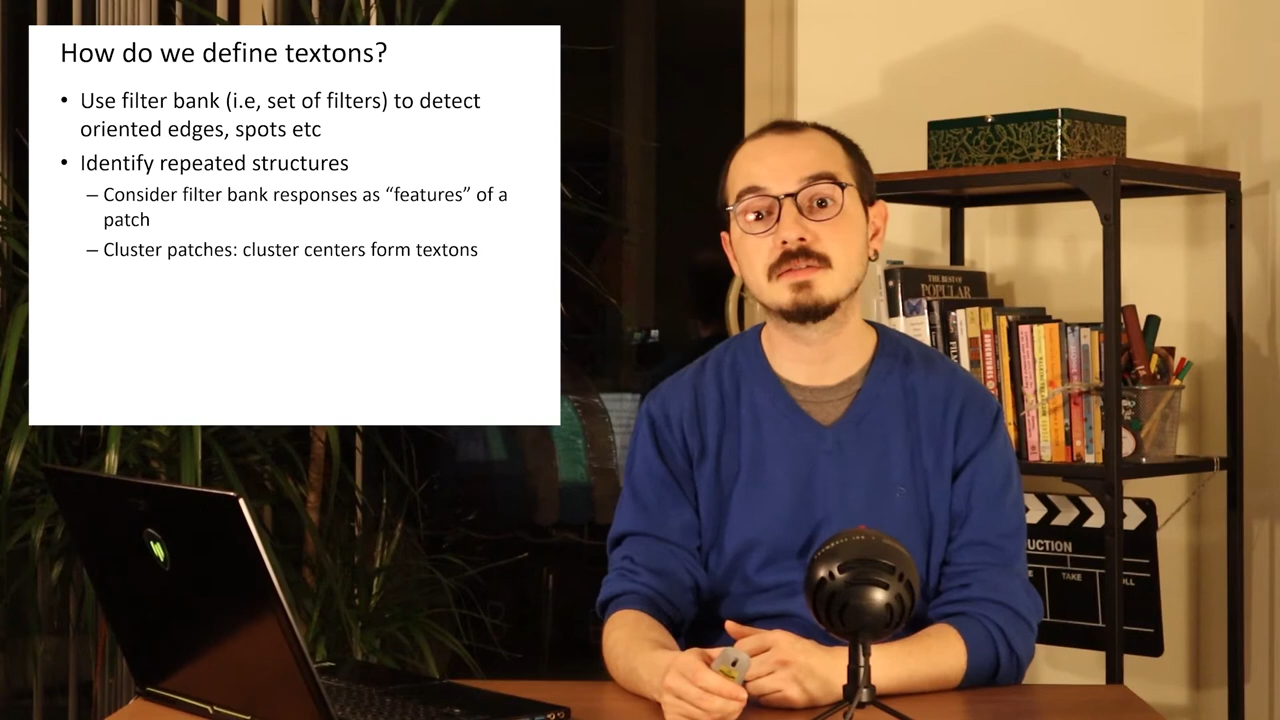 How do we define textons?
• Use filter bank (i.e, set of filters) to detect
oriented edges, spots etc
• Identify repeated structures
– Consider filter bank responses as “features” of a
patch
– Cluster patches: cluster centers form textons
THE BEST OF
POPULAR
UCTION
TAKE